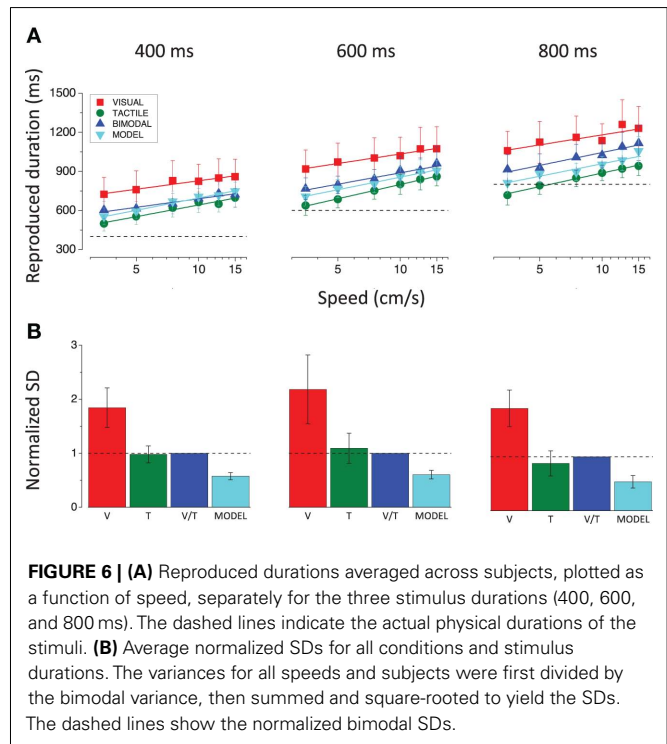 A
400 ms 600 ms 800 ms
Reproduced duration (ms)
1500
1200
900
600
300
VISUAL
TACTILE
BIMODAL
MODEL
5 10 15 5 10 15 5 10 15
Speed (cm/s)
B
Normalized SD
3
2
1
0
V T V/T MODEL V T V/T MODEL V T V/T MODEL
FIGURE 6 | (A) Reproduced durations averaged across subjects, plotted as
a function of speed, separately for the three stimulus durations (400, 600,
and 800 ms). The dashed lines indicate the actual physical durations of the
stimuli. (B) Average normalized SDs for all conditions and stimulus
durations. The variances for all speeds and subjects were first divided by
the bimodal variance, then summed and square-rooted to yield the SDs.
The dashed lines show the normalized bimodal SDs.